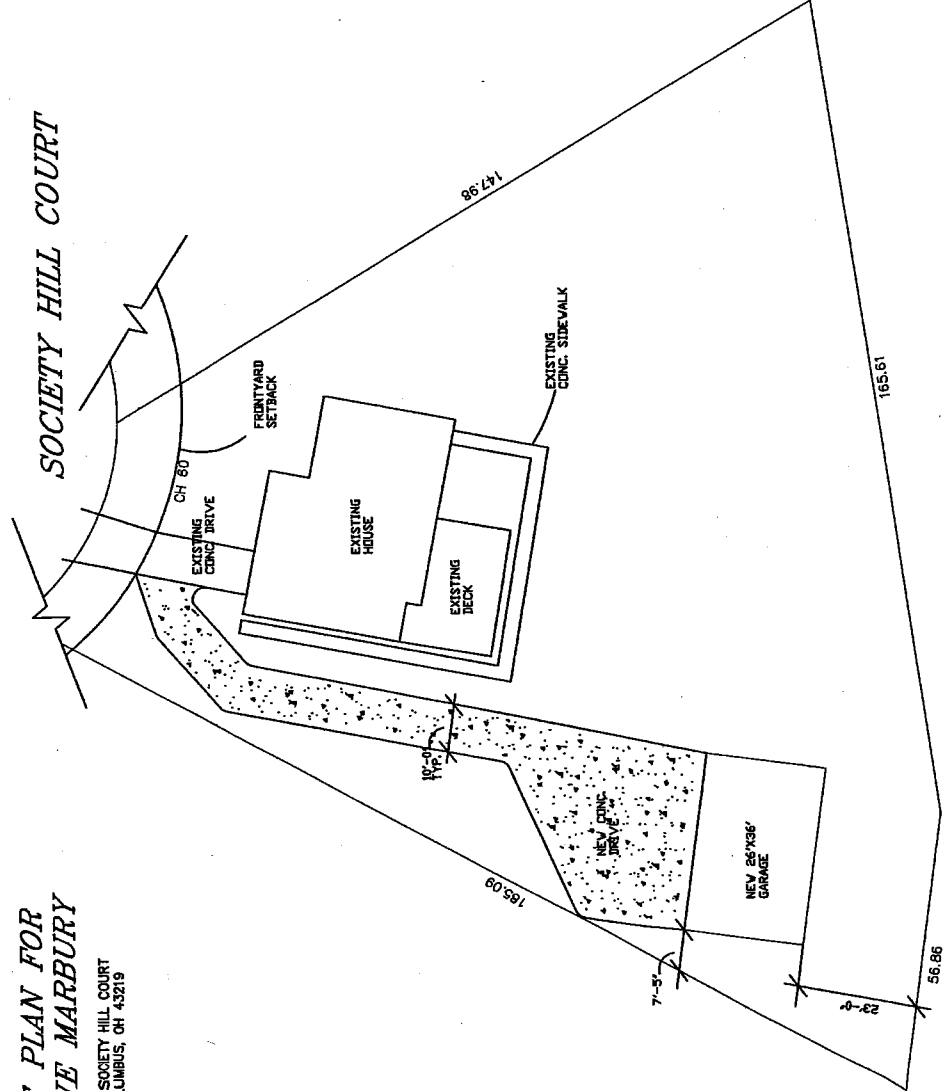 PLAN FOR
MARBURY
SOCIETY HILL COURT
OH 43219
SOCIETY HILL COURT
147.98
FRONTYARD
SETBACK
CH 60
EXISTING
CONC. DRIVE
EXISTING
HOUSE
EXISTING
DECK
EXISTING
CONC. SIDEWALK
10'-0"
TYP.
NEW CONC.
DRIVE
185.09
165.61
7'-5"
NEW 26'X36'
GARAGE
23'-0"
56.86